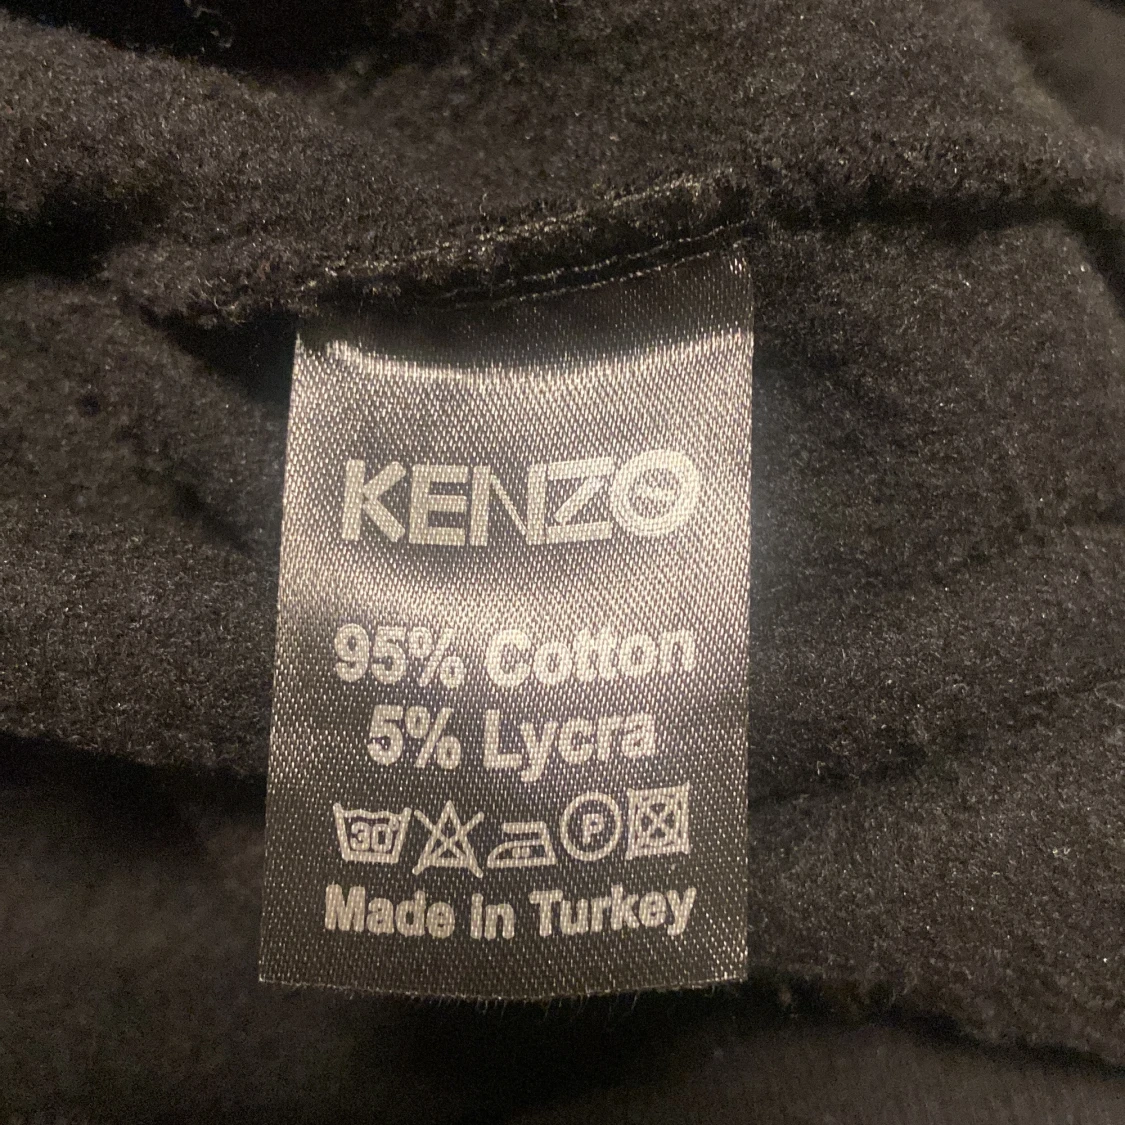 KENZO
95% Cotton
5% Lycra
30° P
Made in Turkey